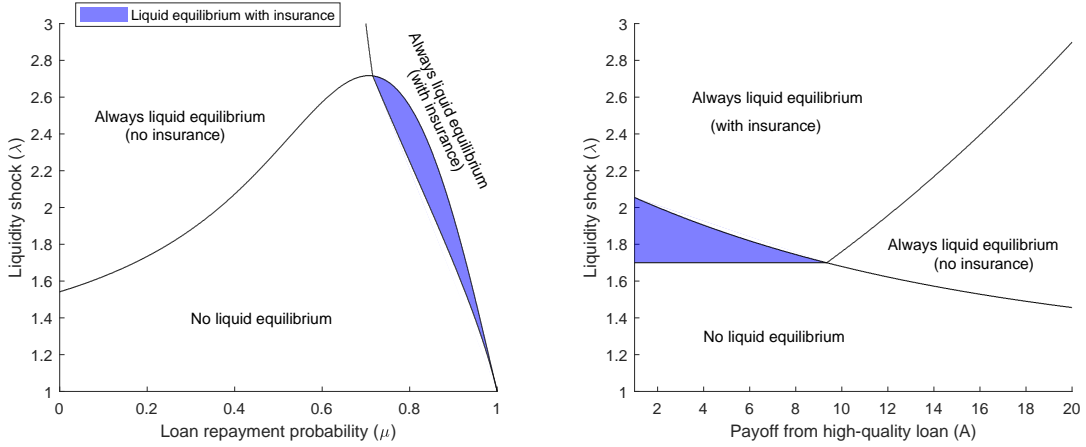 Liquid equilibrium with insurance
3
2.8
2.6
2.4
2.2
2
1.8
1.6
1.4
1.2
1
Liquidity shock (λ)
Always liquid equilibrium
(no insurance)
Always liquid equilibrium
(with insurance)
No liquid equilibrium
0 0.2 0.4 0.6 0.8 1
Loan repayment probability (μ)
3
2.8
2.6
2.4
2.2
2
1.8
1.6
1.4
1.2
1
Liquidity shock (λ)
Always liquid equilibrium
(with insurance)
Always liquid equilibrium
(no insurance)
No liquid equilibrium
2 4 6 8 10 12 14 16 18 20
Payoff from high-quality loan (A)